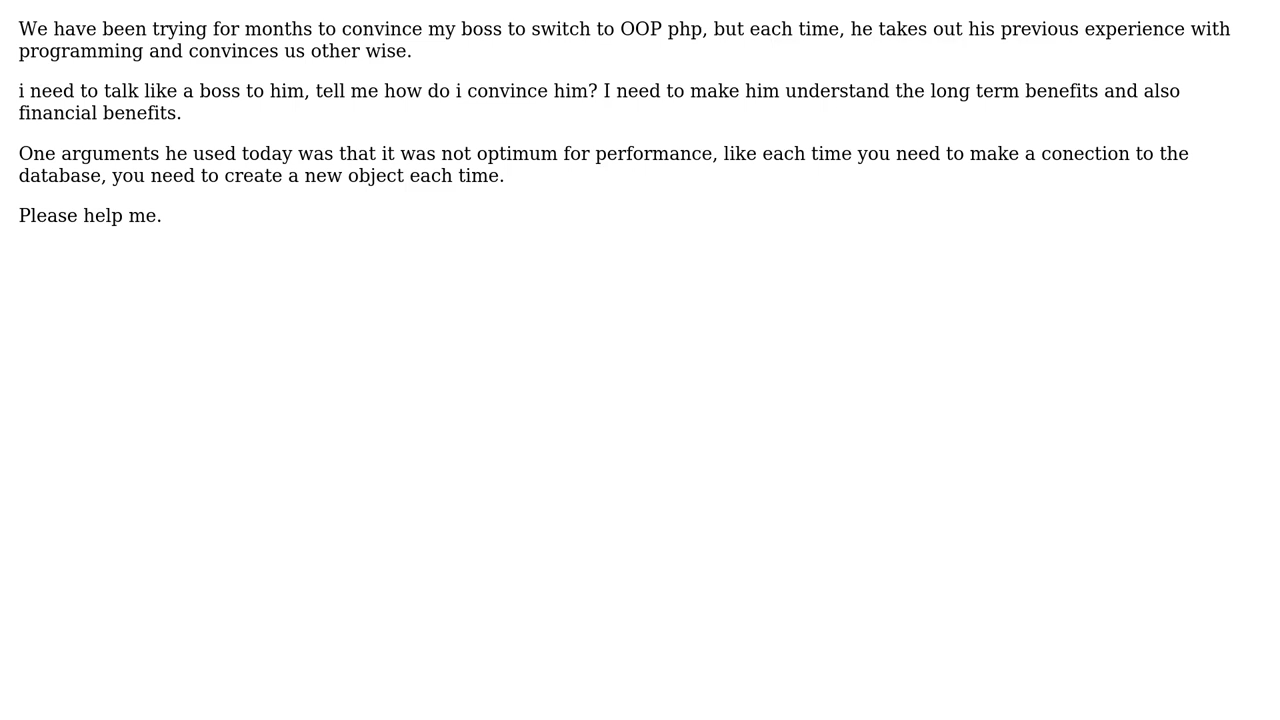 We have been trying for months to convince my boss to switch to OOP php, but each time, he takes out his previous experience with
programming and convinces us other wise.
i need to talk like a boss to him, tell me how do i convince him? I need to make him understand the long term benefits and also
financial benefits.
One arguments he used today was that it was not optimum for performance, like each time you need to make a conection to the
database, you need to create a new object each time.
Please help me.